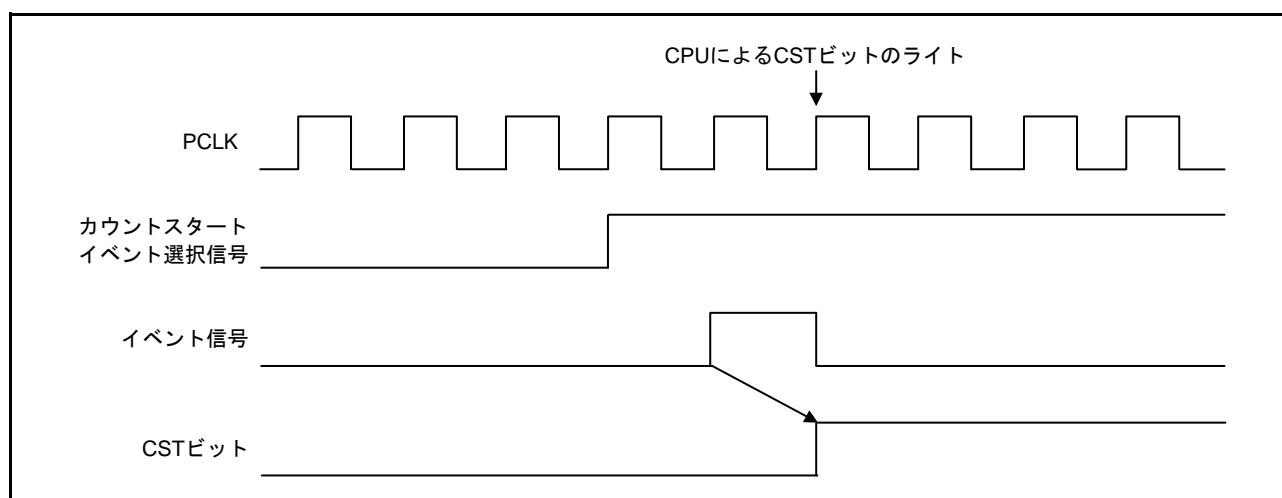 CPUによるCSTビットのライト
PCLK
カウントスタート
イベント選択信号
イベント信号
CSTビット